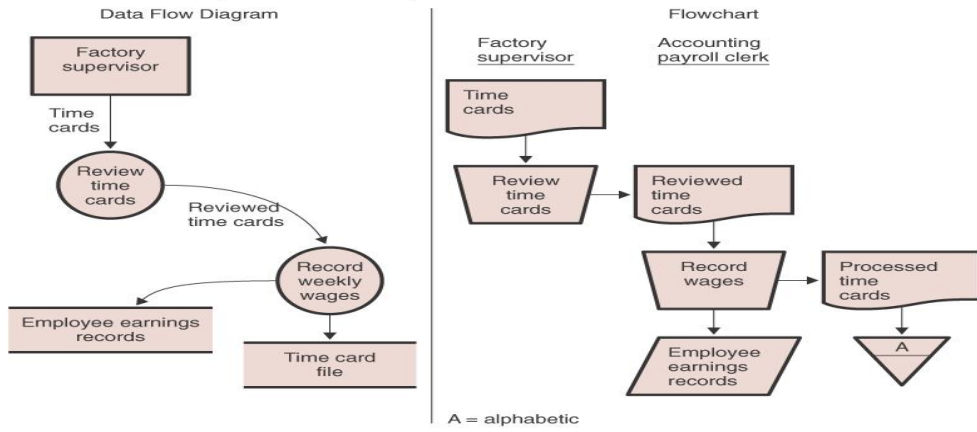 Data Flow Diagram
Factory
supervisor
Time
cards
Review
time
cards
Reviewed
time cards
Record
weekly
wages
Employee earnings
records
Time card
file
Flowchart
Factory
supervisor
Accounting
payroll clerk
Time
cards
Review
time
cards
Reviewed
time
cards
Record
wages
Processed
time
cards
Employee
earnings
records
A
A = alphabetic